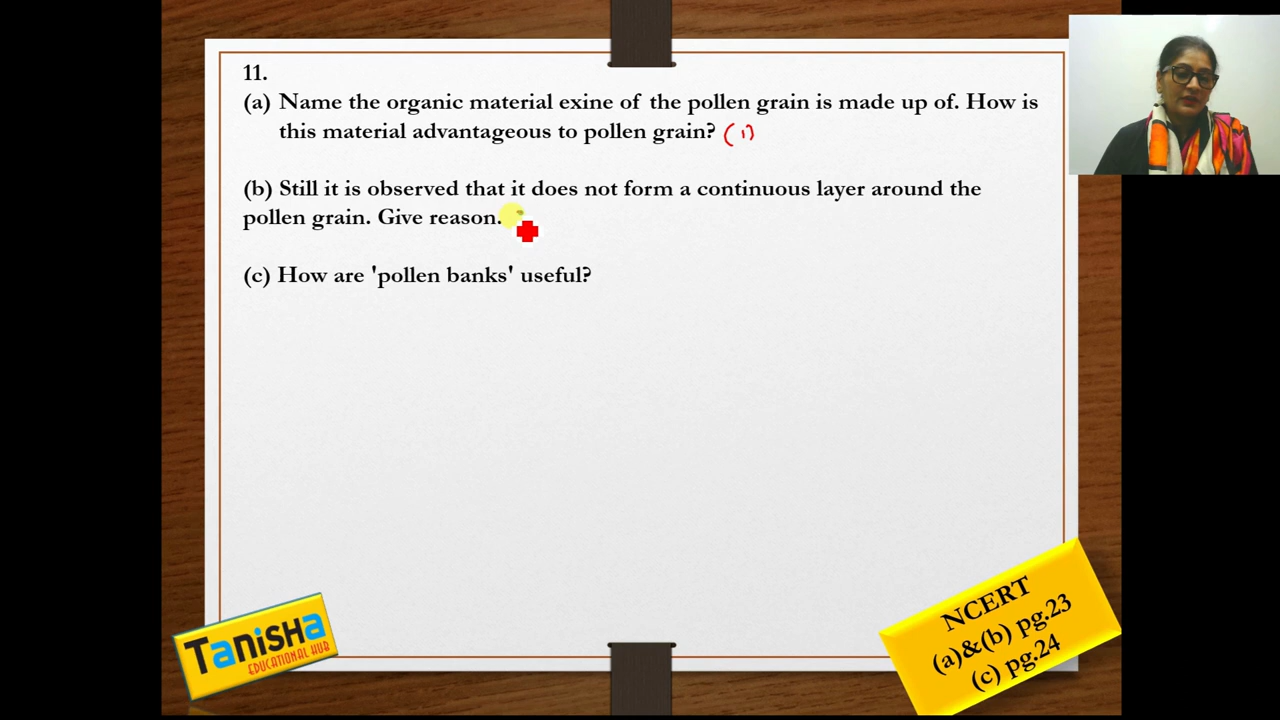 11.
(a) Name the organic material exine of the pollen grain is made up of. How is
this material advantageous to pollen grain? (1)
(b) Still it is observed that it does not form a continuous layer around the
pollen grain. Give reason.
(c) How are 'pollen banks' useful?
TanisHa
EDUCATIONAL HUB
NCERT
(a)&(b) pg.23
(c) pg.24